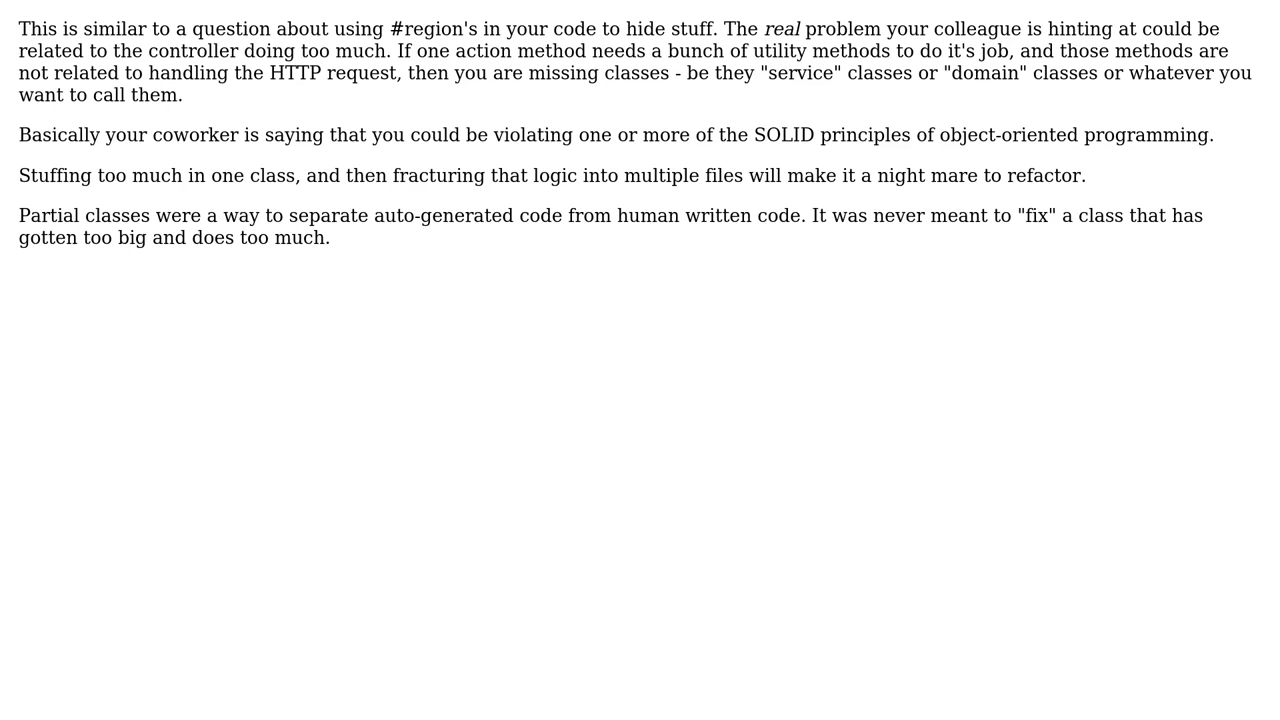 This is similar to a question about using #region's in your code to hide stuff. The real problem your colleague is hinting at could be
related to the controller doing too much. If one action method needs a bunch of utility methods to do it's job, and those methods are
not related to handling the HTTP request, then you are missing classes - be they "service" classes or "domain" classes or whatever you
want to call them.
Basically your coworker is saying that you could be violating one or more of the SOLID principles of object-oriented programming.
Stuffing too much in one class, and then fracturing that logic into multiple files will make it a night mare to refactor.
Partial classes were a way to separate auto-generated code from human written code. It was never meant to "fix" a class that has
gotten too big and does too much.